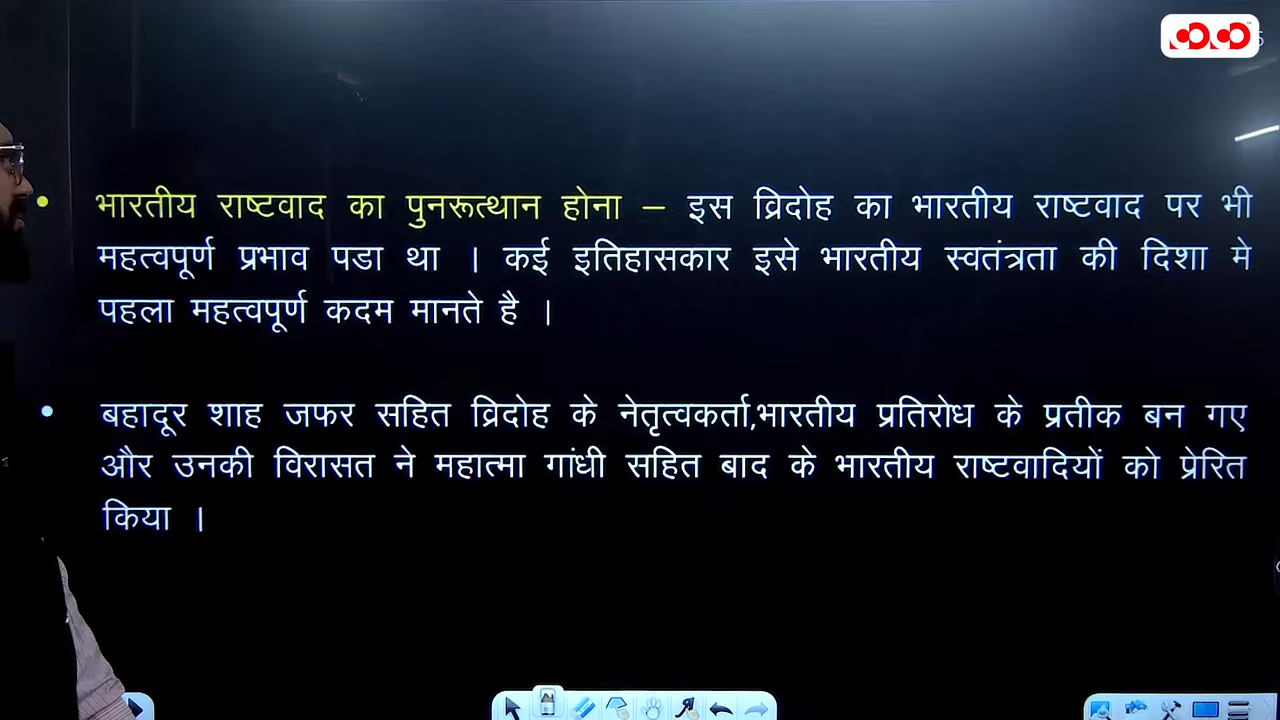 • भारतीय राष्टवाद का पुनरूत्थान होना – इस व्रिदोह का भारतीय राष्टवाद पर भी
महत्वपूर्ण प्रभाव पडा था ।  कई इतिहासकार इसे भारतीय स्वतंत्रता की दिशा मे
पहला महत्वपूर्ण कदम मानते है ।
• बहादूर शाह जफर सहित व्रिदोह के नेतृत्वकर्ता,भारतीय प्रतिरोध के प्रतीक बन गए
और उनकी विरासत ने महात्मा गांधी सहित बाद के भारतीय राष्टवादियों को प्रेरित
किया ।